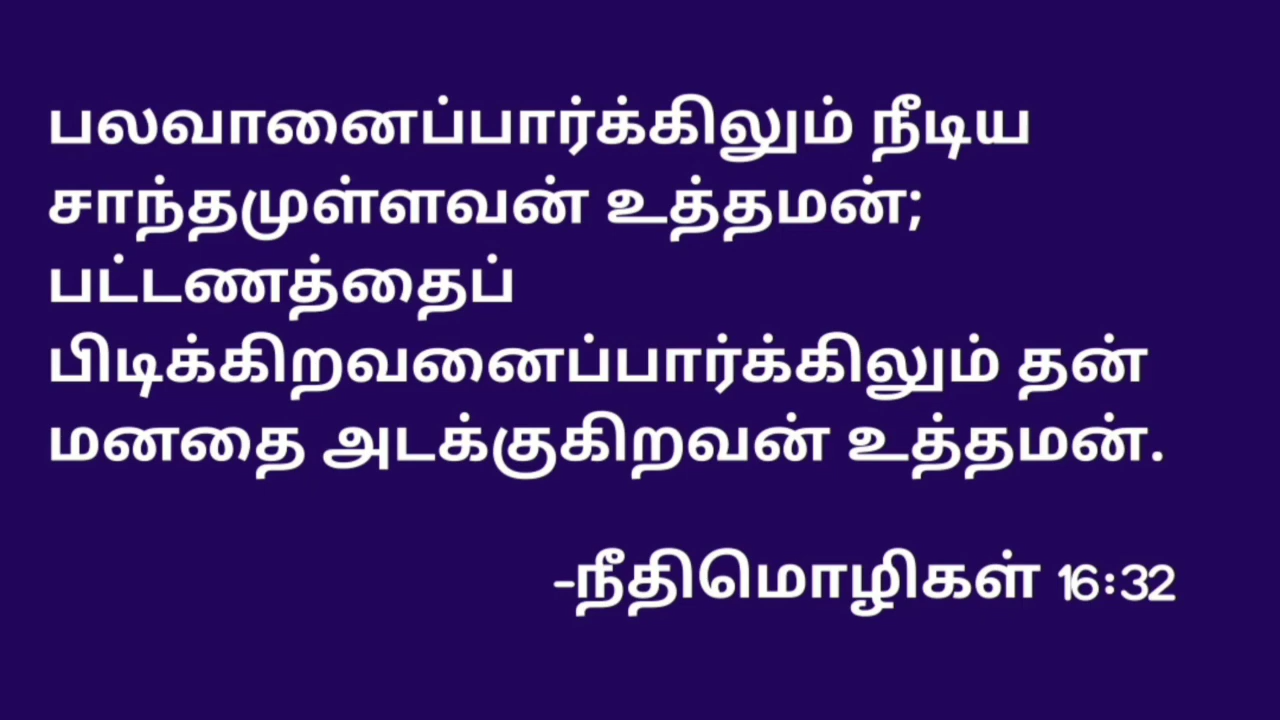 பலவானைப்பார்க்கிலும் நீடிய
சாந்தமுள்ளவன் உத்தமன்;
பட்டணத்தைப்
பிடிக்கிறவனைப்பார்க்கிலும் தன்
மனதை அடக்குகிறவன் உத்தமன்.
-நீதிமொழிகள் 16:32